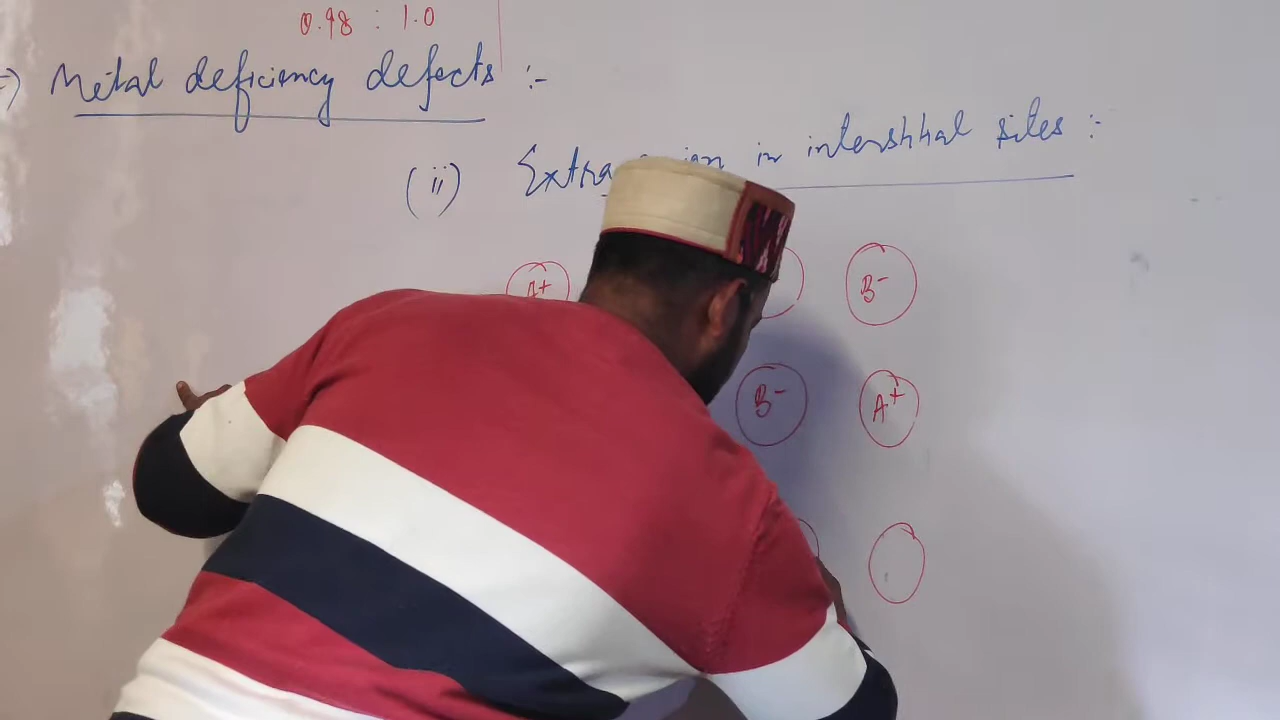 0.98 : 1.0
⇒) Metal deficiency defects :-
(ii) Extra in interstitial sites :-
A+ B-
B- A+